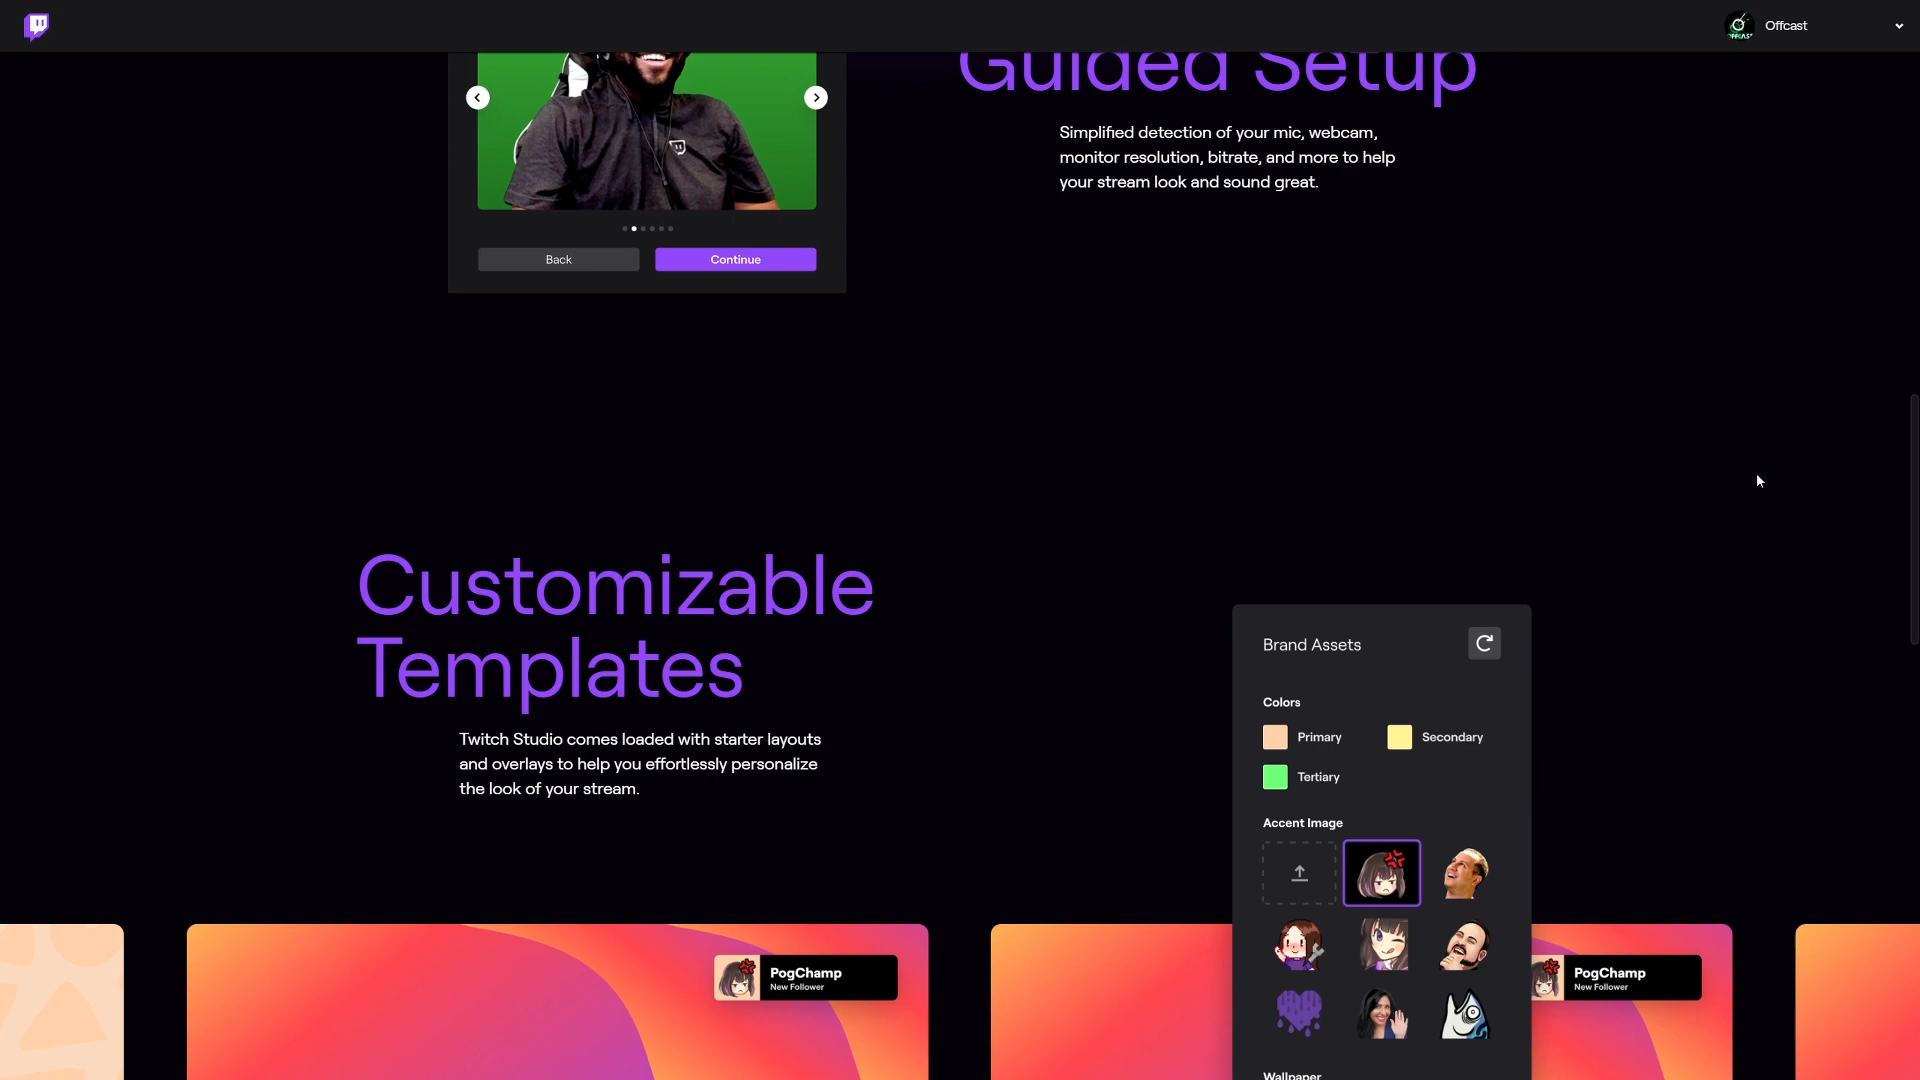 Offcast
Guided Setup
Simplified detection of your mic, webcam,
monitor resolution, bitrate, and more to help
your stream look and sound great.
Back
Continue
Customizable
Templates
Twitch Studio comes loaded with starter layouts
and overlays to help you effortlessly personalize
the look of your stream.
Brand Assets
Colors
Primary
Secondary
Tertiary
Accent Image
PogChamp
New Follower
PogChamp
New Follower
Wallpaper